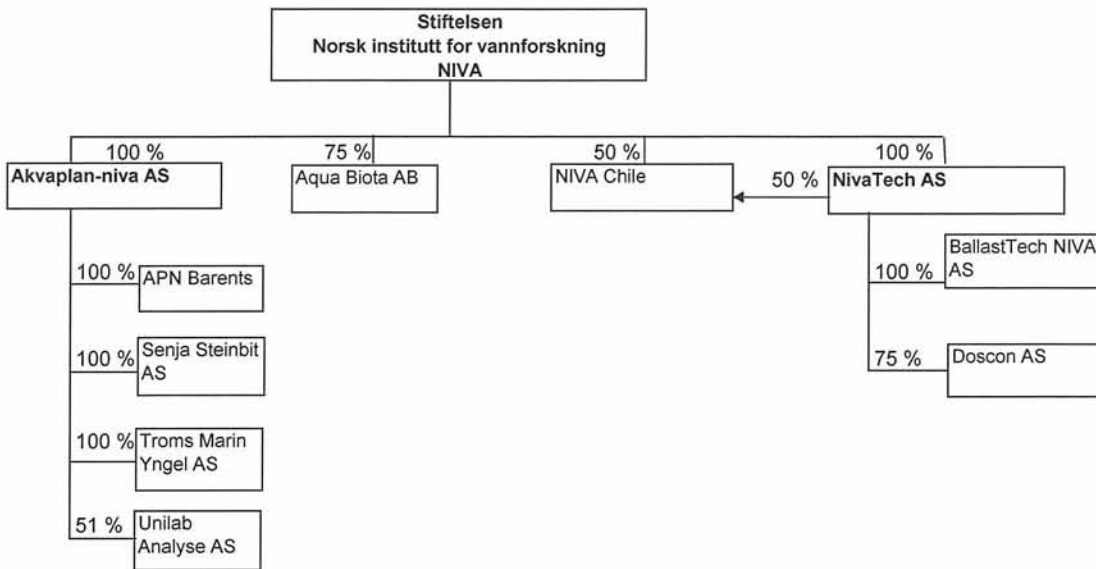 Stiftelsen
Norsk institutt for vannforskning
NIVA
100 %
75 %
50 %
100 %
Akvaplan-niva AS
Aqua Biota AB
NIVA Chile
50 %
NivaTech AS
100 %
APN Barents
100 %
BallastTech NIVA
AS
100 %
Senja Steinbit
AS
75 %
Doscon AS
100 %
Troms Marin
Yngel AS
51 %
Unilab
Analyse AS